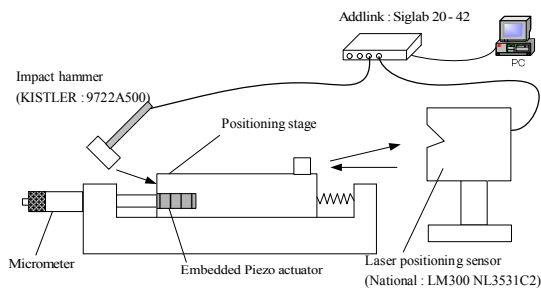 Addlink : Siglab 20 - 42
PC
Impact hammer
(KISTLER : 9722A500)
Positioning stage
Micrometer
Embedded Piezo actuator
Laser positioning sensor
(National : LM300 NL3531C2)